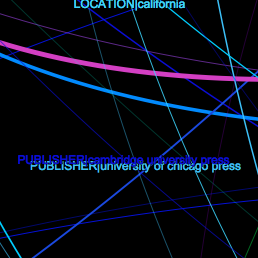 LOCATION|california
PUBLISHER|cambridge university press
PUBLISHER|university of chicago press